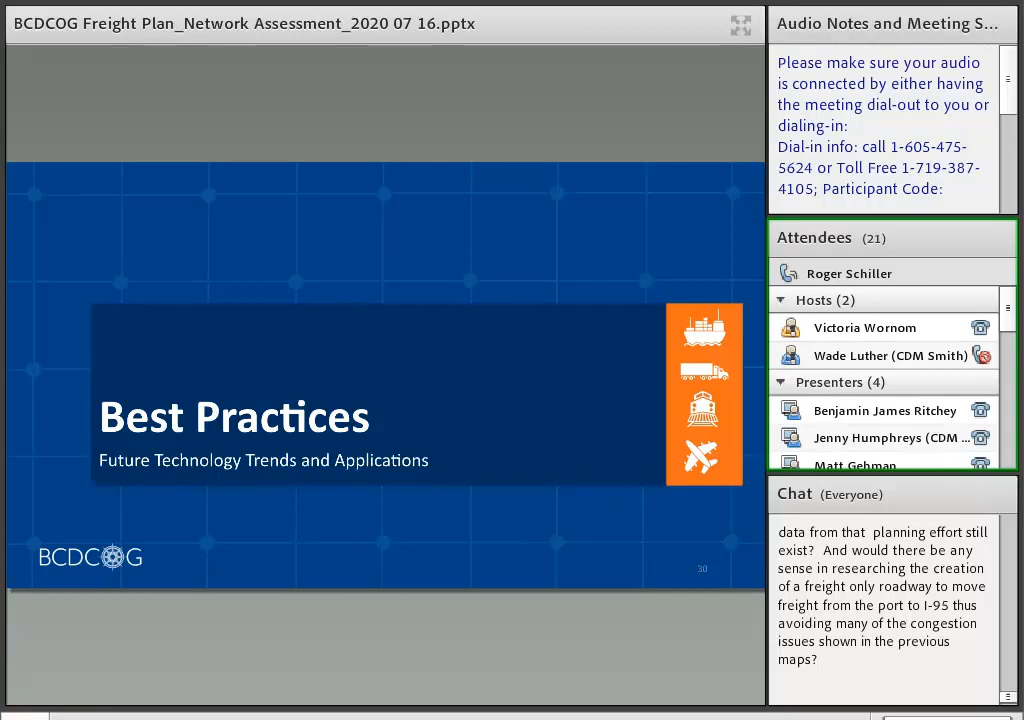 BCDCOG Freight Plan_Network Assessment_2020 07 16.pptx
Best Practices
Future Technology Trends and Applications
BCDCOG
30
Audio Notes and Meeting S...
Please make sure your audio
is connected by either having
the meeting dial-out to you or
dialing-in:
Dial-in info: call 1-605-475-
5624 or Toll Free 1-719-387-
4105; Participant Code:
Attendees (21)
Roger Schiller
Hosts (2)
Victoria Wornom
Wade Luther (CDM Smith)
Presenters (4)
Benjamin James Ritchey
Jenny Humphreys (CDM ...
Matt Gehman
Chat (Everyone)
data from that planning effort still
exist? And would there be any
sense in researching the creation
of a freight only roadway to move
freight from the port to I-95 thus
avoiding many of the congestion
issues shown in the previous
maps?